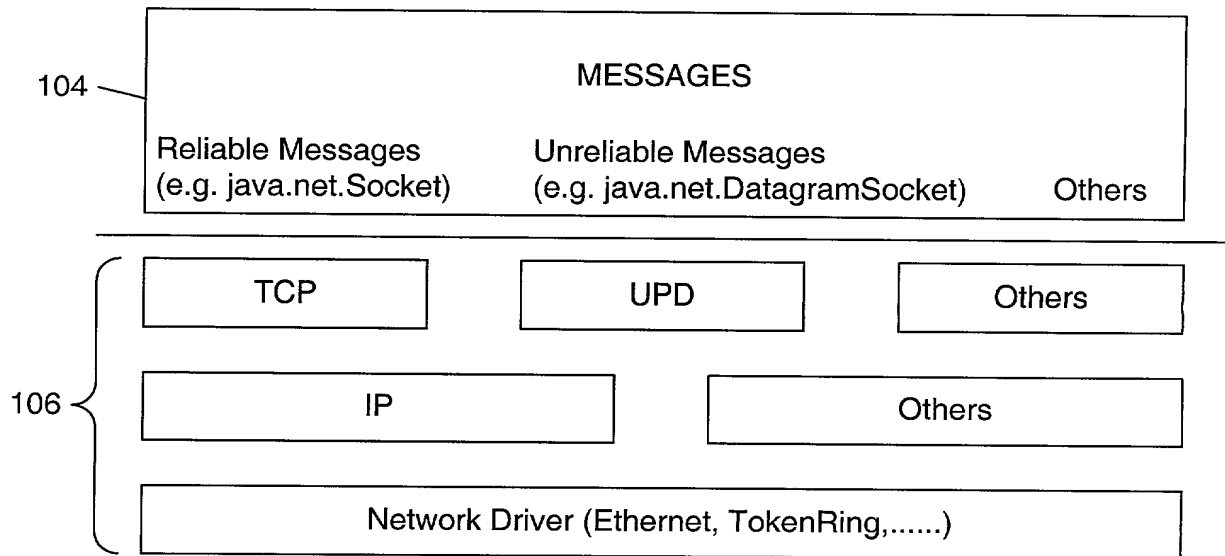 MESSAGES
104
Reliable Messages
(e.g. java.net.Socket)
Unreliable Messages
(e.g. java.net.DatagramSocket)
Others
TCP
UPD
Others
106
IP
Others
Network Driver (Ethernet, TokenRing,......)